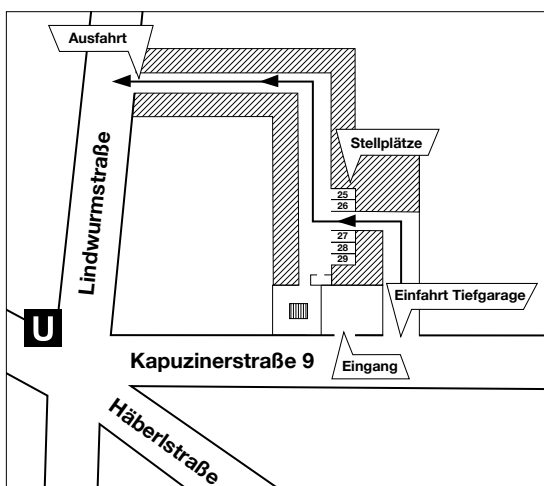 Ausfahrt
Lindwurmstraße
Stellplätze
25
26
27
28
29
Einfahrt Tiefgarage
U
Kapuzinerstraße 9
Eingang
Häberlstraße